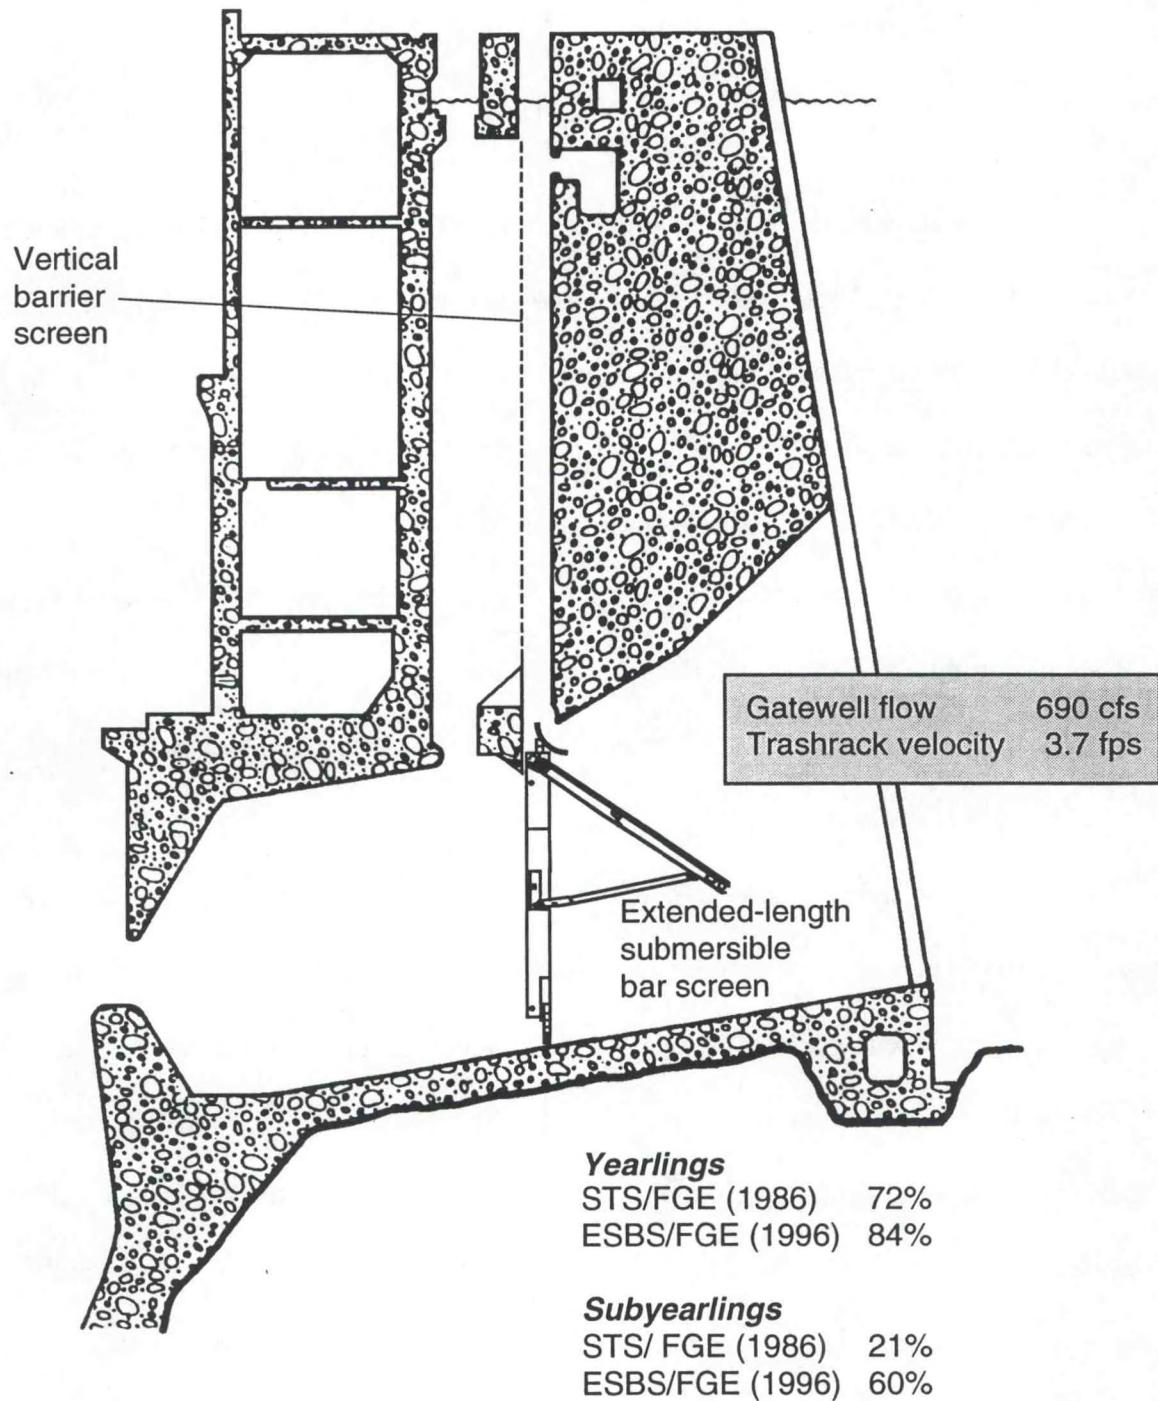 Vertical
barrier
screen
Gatewell flow 690 cfs
Trashrack velocity 3.7 fps
Extended-length
submersible
bar screen
Yearlings
STS/FGE (1986) 72%
ESBS/FGE (1996) 84%
Subyearlings
STS/ FGE (1986) 21%
ESBS/FGE (1996) 60%